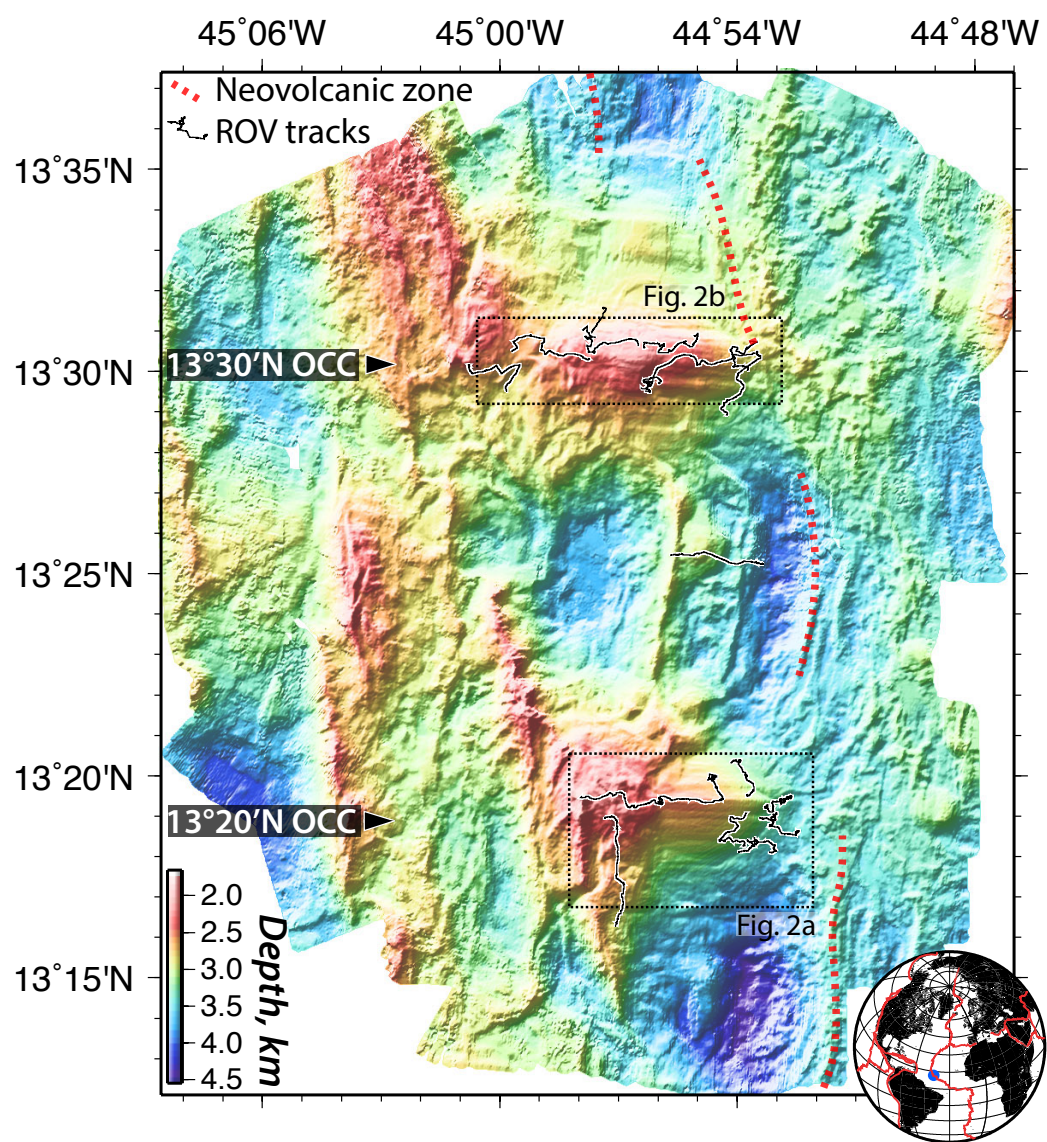 45°06'W 45°00'W 44°54'W 44°48'W
Neovolcanic zone
ROV tracks
13°35'N
Fig. 2b
13°30'N
13°30’N OCC
13°25'N
13°20'N
13°20’N OCC
Fig. 2a
13°15'N
Depth, km
2.0
2.5
3.0
3.5
4.0
4.5